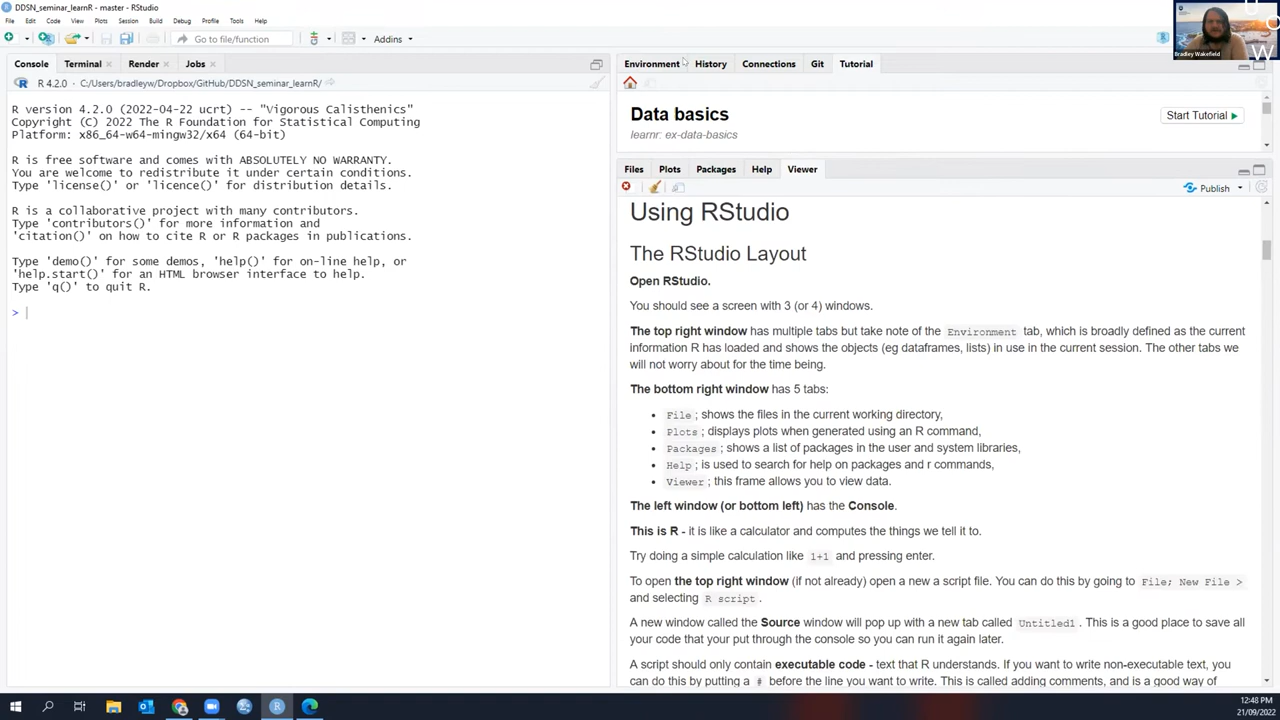 DDSN_seminar_learnR - master - RStudio
File Edit Code View Plots Session Build Debug Profile Tools Help
Go to file/function Addins
Console Terminal Render Jobs
R 4.2.0 · C:/Users/bradleyw/Dropbox/GitHub/DDSN_seminar_learnR/
R version 4.2.0 (2022-04-22 ucrt) -- "Vigorous Calisthenics"
Copyright (C) 2022 The R Foundation for Statistical Computing
Platform: x86_64-w64-mingw32/x64 (64-bit)
R is free software and comes with ABSOLUTELY NO WARRANTY.
You are welcome to redistribute it under certain conditions.
Type 'license()' or 'licence()' for distribution details.
R is a collaborative project with many contributors.
Type 'contributors()' for more information and
'citation()' on how to cite R or R packages in publications.
Type 'demo()' for some demos, 'help()' for on-line help, or
'help.start()' for an HTML browser interface to help.
Type 'q()' to quit R.
>
Bradley Wakefield
Environment History Connections Git Tutorial
Data basics
Start Tutorial
learnr: ex-data-basics
Files Plots Packages Help Viewer
Publish
Using RStudio
The RStudio Layout
Open RStudio.
You should see a screen with 3 (or 4) windows.
The top right window has multiple tabs but take note of the Environment tab, which is broadly defined as the current
information R has loaded and shows the objects (eg dataframes, lists) in use in the current session. The other tabs we
will not worry about for the time being.
The bottom right window has 5 tabs:
• File ; shows the files in the current working directory,
• Plots ; displays plots when generated using an R command,
• Packages ; shows a list of packages in the user and system libraries,
• Help ; is used to search for help on packages and r commands,
• Viewer ; this frame allows you to view data.
The left window (or bottom left) has the Console.
This is R - it is like a calculator and computes the things we tell it to.
Try doing a simple calculation like 1+1 and pressing enter.
To open the top right window (if not already) open a new a script file. You can do this by going to File; New File >
and selecting R script .
A new window called the Source window will pop up with a new tab called Untitled1 . This is a good place to save all
your code that your put through the console so you can run it again later.
A script should only contain executable code - text that R understands. If you want to write non-executable text, you
can do this by putting a # before the line you want to write. This is called adding comments, and is a good way of
12:48 PM
21/09/2022